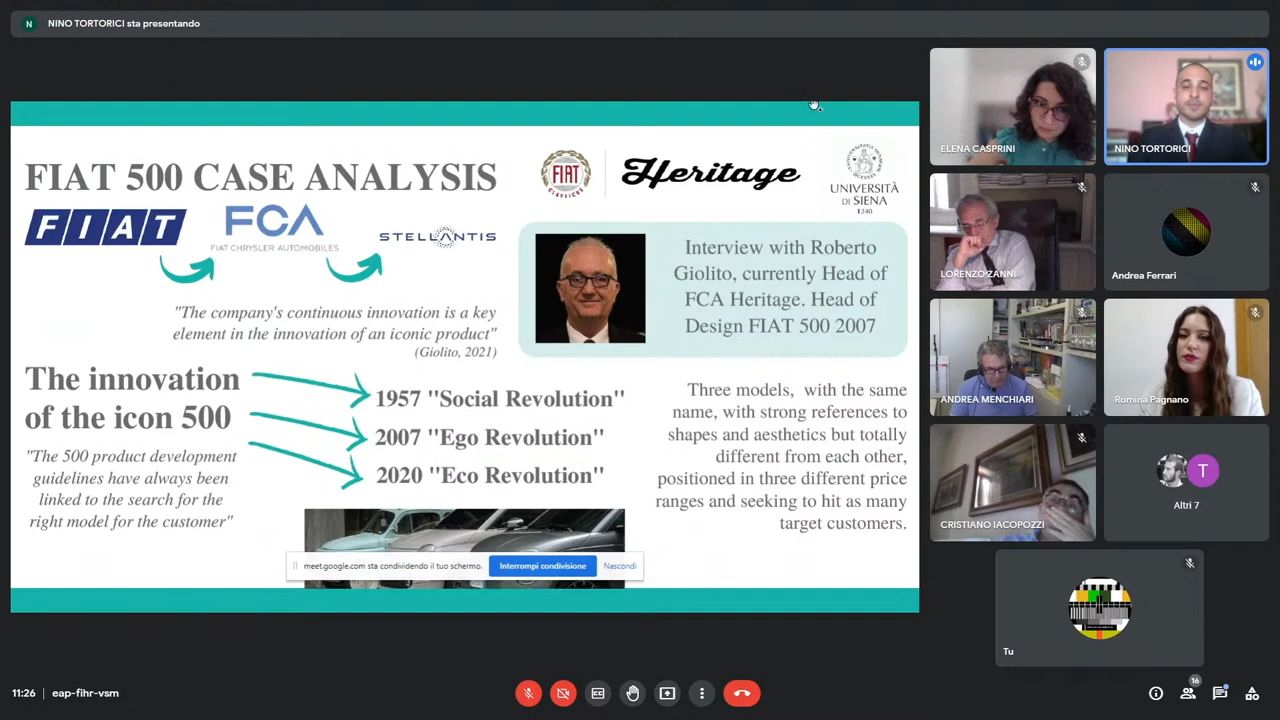 N NINO TORTORICI sta presentando
FIAT 500 CASE ANALYSIS
FIAT
FCA
FIAT CHRYSLER AUTOMOBILES
STELLANTIS
"The company's continuous innovation is a key
element in the innovation of an iconic product"
(Giolito, 2021)
The innovation
of the icon 500
"The 500 product development
guidelines have always been
linked to the search for the
right model for the customer"
1957 "Social Revolution"
2007 "Ego Revolution"
2020 "Eco Revolution"
FIAT
CLASSICHE
Heritage
UNIVERSITÀ
DI SIENA
1240
Interview with Roberto
Giolito, currently Head of
FCA Heritage. Head of
Design FIAT 500 2007
Three models, with the same
name, with strong references to
shapes and aesthetics but totally
different from each other,
positioned in three different price
ranges and seeking to hit as many
target customers.
meet.google.com sta condividendo il tuo schermo. Interrompi condivisione Nascondi
ELENA CASPRINI
NINO TORTORICI
LORENZO ZANNI
Andrea Ferrari
ANDREA MENCHIARI
Romina Pagnano
CRISTIANO IACOPOZZI
T
Altri 7
Tu
11:26 eap-fihr-vsm
16